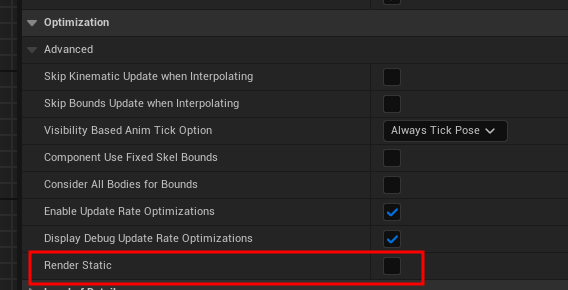 Optimization
Advanced
Skip Kinematic Update when Interpolating
Skip Bounds Update when Interpolating
Visibility Based Anim Tick Option Always Tick Pose
Component Use Fixed Skel Bounds
Consider All Bodies for Bounds
Enable Update Rate Optimizations
Display Debug Update Rate Optimizations
Render Static